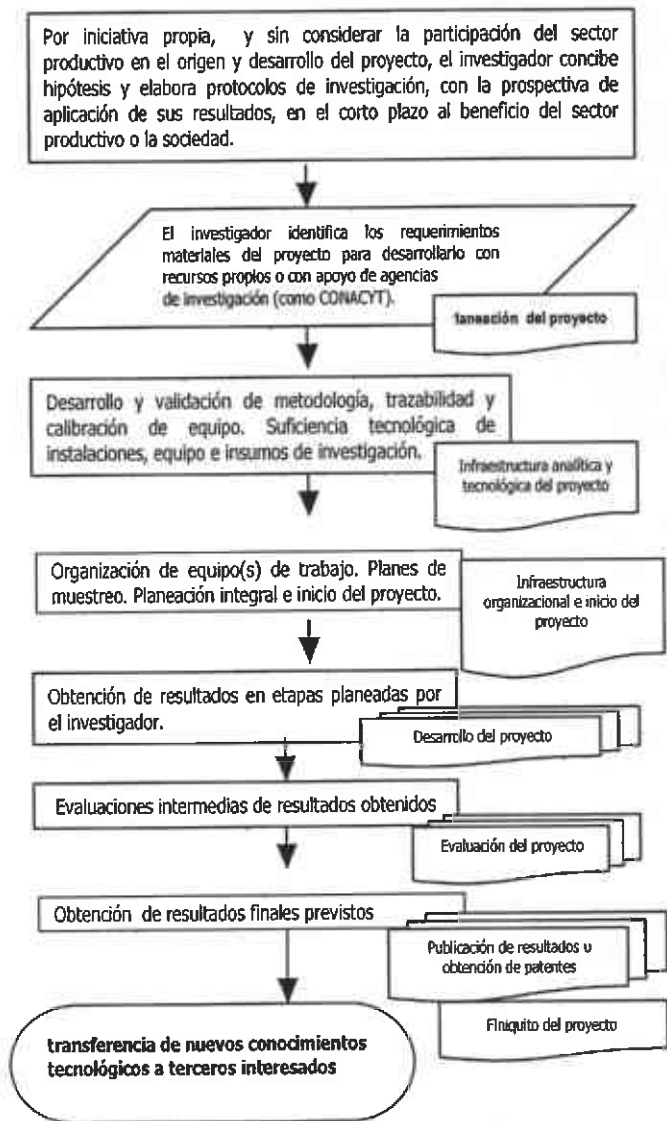 Por iniciativa propia, y sin considerar la participación del sector
productivo en el origen y desarrollo del proyecto, el investigador concibe
hipótesis y elabora protocolos de investigación, con la prospectiva de
aplicación de sus resultados, en el corto plazo al beneficio del sector
productivo o la sociedad.
El investigador identifica los requerimientos
materiales del proyecto para desarrollarlo con
recursos propios o con apoyo de agencias
de investigación (como CONACYT).
laneación del proyecto
Desarrollo y validación de metodología, trazabilidad y
calibración de equipo. Suficiencia tecnológica de
instalaciones, equipo e insumos de investigación.
Infraestructura analítica y
tecnológica del proyecto
Organización de equipo(s) de trabajo. Planes de
muestreo. Planeación integral e inicio del proyecto.
Infraestructura
organizacional e inicio del
proyecto
Obtención de resultados en etapas planeadas por
el investigador.
Desarrollo del proyecto
Evaluaciones intermedias de resultados obtenidos
Evaluación del proyecto
Obtención de resultados finales previstos
Publicación de resultados u
obtención de patentes
Finiquito del proyecto
transferencia de nuevos conocimientos
tecnológicos a terceros interesados